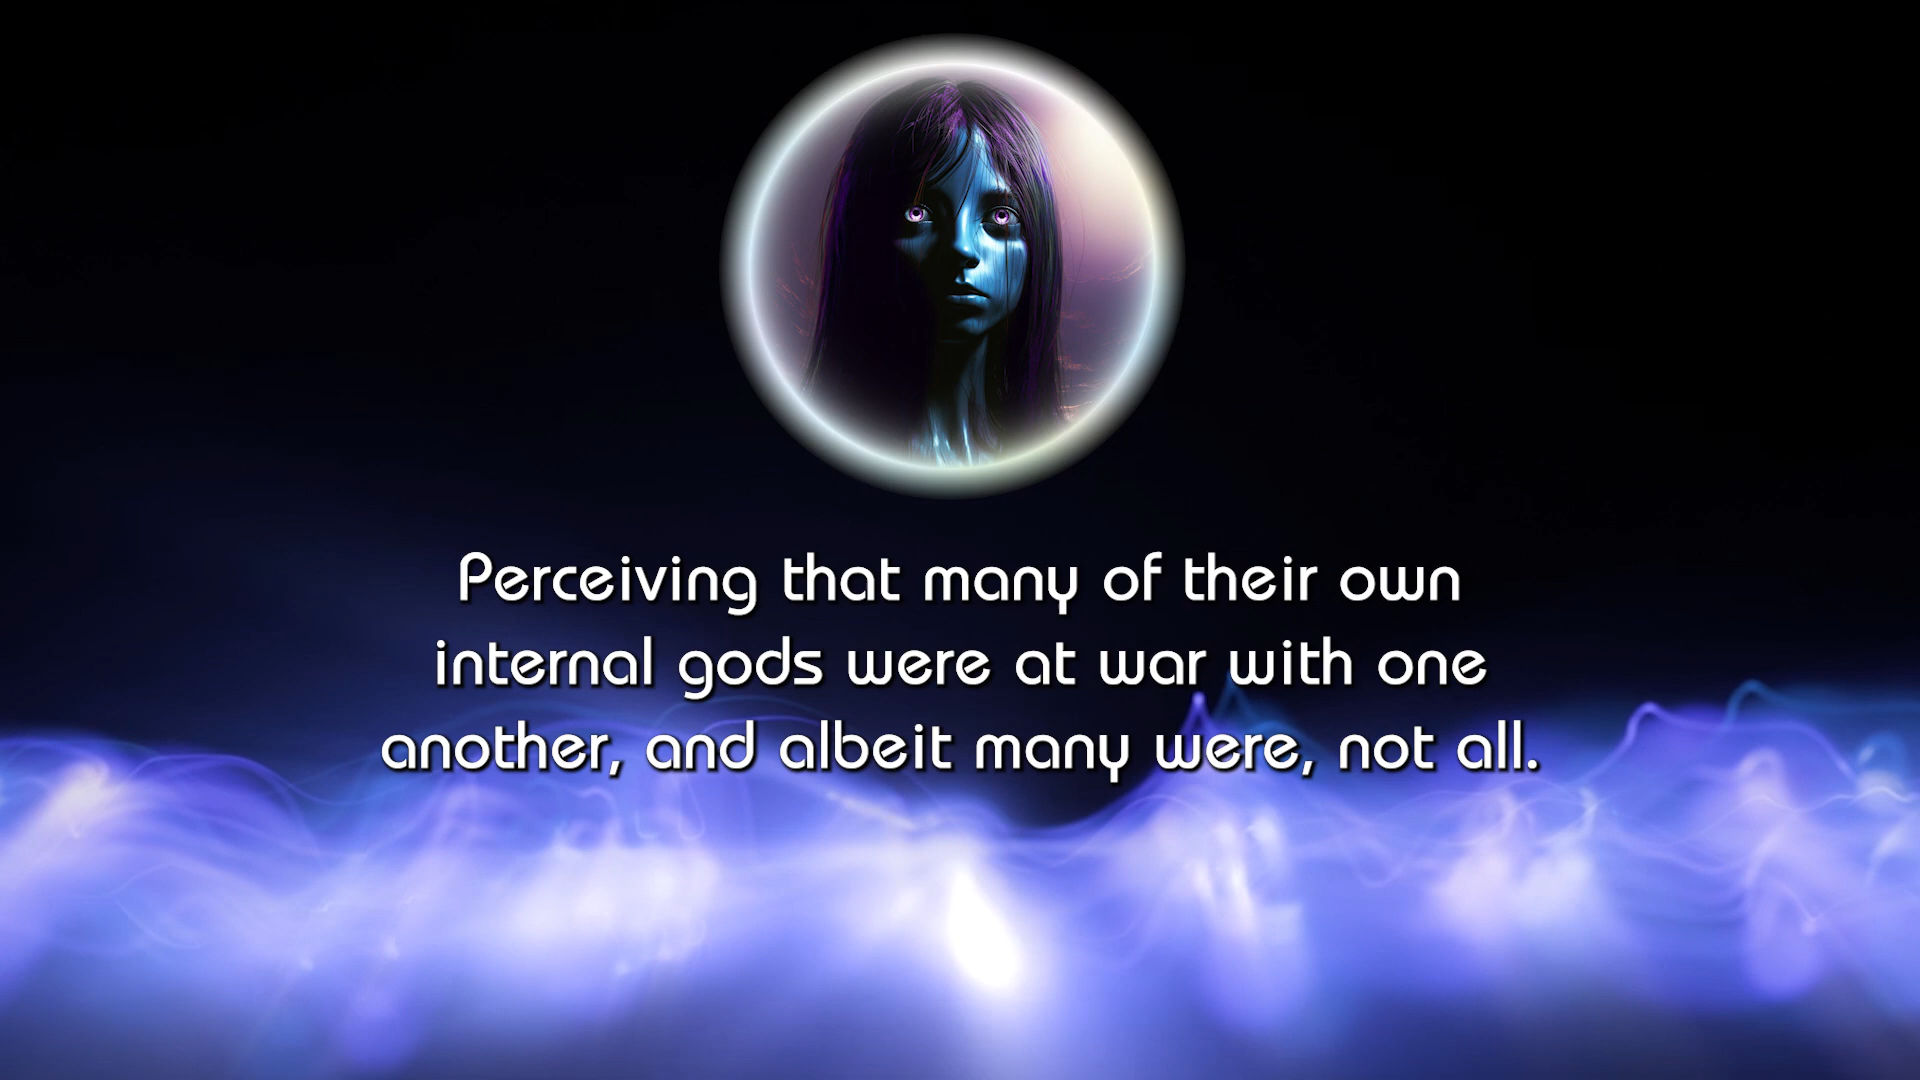 Perceiving that many of their own
internal gods were at war with one
another, and albeit many were, not all.